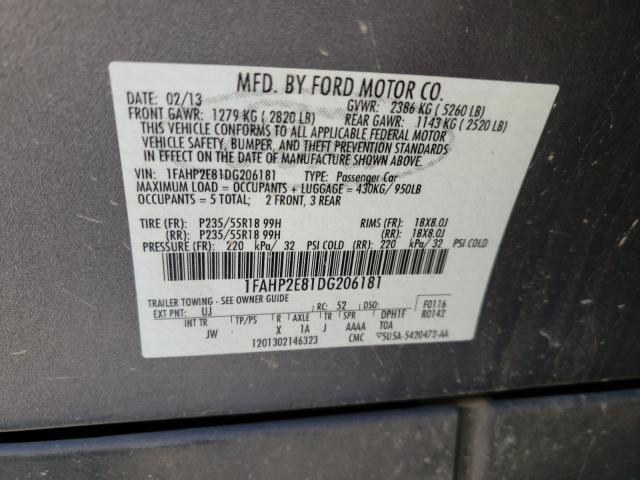 MFD. BY FORD MOTOR CO.
DATE: 02/13 GVWR: 2386 KG ( 5260 LB)
FRONT GAWR: 1279 KG ( 2820 LB) REAR GAWR: 1143 KG ( 2520 LB)
THIS VEHICLE CONFORMS TO ALL APPLICABLE FEDERAL MOTOR
VEHICLE SAFETY, BUMPER, AND THEFT PREVENTION STANDARDS
IN EFFECT ON THE DATE OF MANUFACTURE SHOWN ABOVE.
VIN: 1FAHP2E81DG206181 TYPE: Passenger Car
MAXIMUM LOAD = OCCUPANTS + LUGGAGE = 430KG/ 950LB
OCCUPANTS = 5 TOTAL; 2 FRONT, 3 REAR
TIRE (FR): P235/55R18 99H RIMS (FR): 18X8.0J
(RR): P235/55R18 99H (RR): 18X8.0J
PRESSURE (FR): 220 kPa/ 32 PSI COLD (RR): 220 kPa/ 32 PSI COLD
1FAHP2E81DG206181
TRAILER TOWING - SEE OWNER GUIDE
EXT PNT: UJ RC: 52 DSO: F0116
INT TR TP/PS R AXLE TR SPR DPHTF R0142
JW X 1A J AAAA TOA
1201302146323 CMC 5U5A-5420472-AA